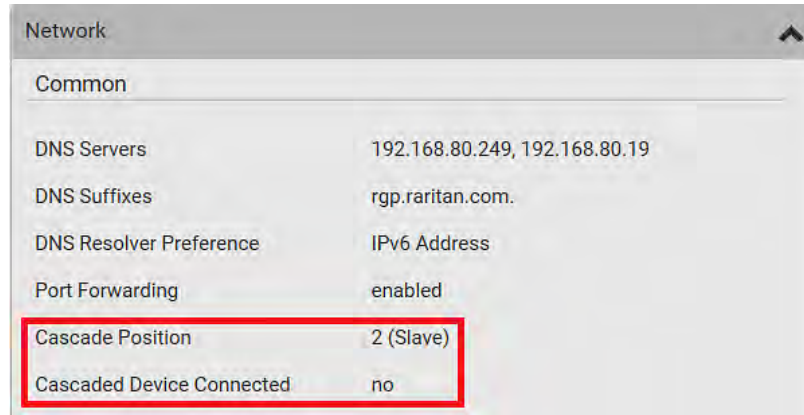 Network
Common
DNS Servers 192.168.80.249, 192.168.80.19
DNS Suffixes rgp.raritan.com.
DNS Resolver Preference IPv6 Address
Port Forwarding enabled
Cascade Position 2 (Slave)
Cascaded Device Connected no